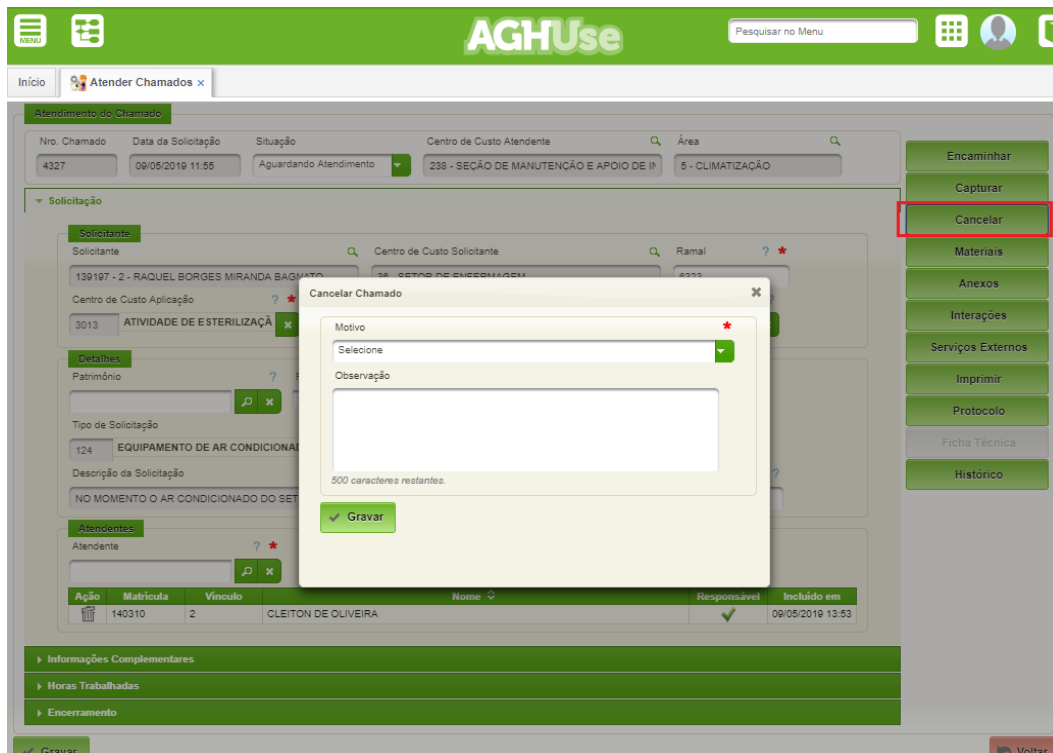 MENU
AGHUse
Pesquisar no Menu
Início
Atender Chamados ×
Atendimento do Chamado
Nro. Chamado Data da Solicitação Situação Centro de Custo Atendente Área
4327 09/05/2019 11:55 Aguardando Atendimento 238 - SEÇÃO DE MANUTENÇÃO E APOIO DE 5 - CLIMATIZAÇÃO
Solicitação
Solicitante
Solicitante Centro de Custo Solicitante Ramal ? *
139197 - 2 - RAQUEL BORGES MIRANDA BAGNATO 26 - SETOR DE ENFERMAGEM 6323
Centro de Custo Aplicação ? *
3013 ATIVIDADE DE ESTERILIZAÇÃ
Detalhes
Patrimônio ?
Tipo de Solicitação
124 EQUIPAMENTO DE AR CONDICIONA
Descrição da Solicitação ?
NO MOMENTO O AR CONDICIONADO DO SET
Atendentes
Atendente ? *
Ação Matrícula Vínculo Nome Responsável Incluído em
140310 2 CLEITON DE OLIVEIRA 09/05/2019 13:53
Informações Complementares
Horas Trabalhadas
Encerramento
Gravar
Voltar
Cancelar Chamado
Motivo *
Selecione
Observação
500 caracteres restantes.
Gravar
Encaminhar
Capturar
Cancelar
Materiais
Anexos
Interações
Serviços Externos
Imprimir
Protocolo
Ficha Técnica
Histórico